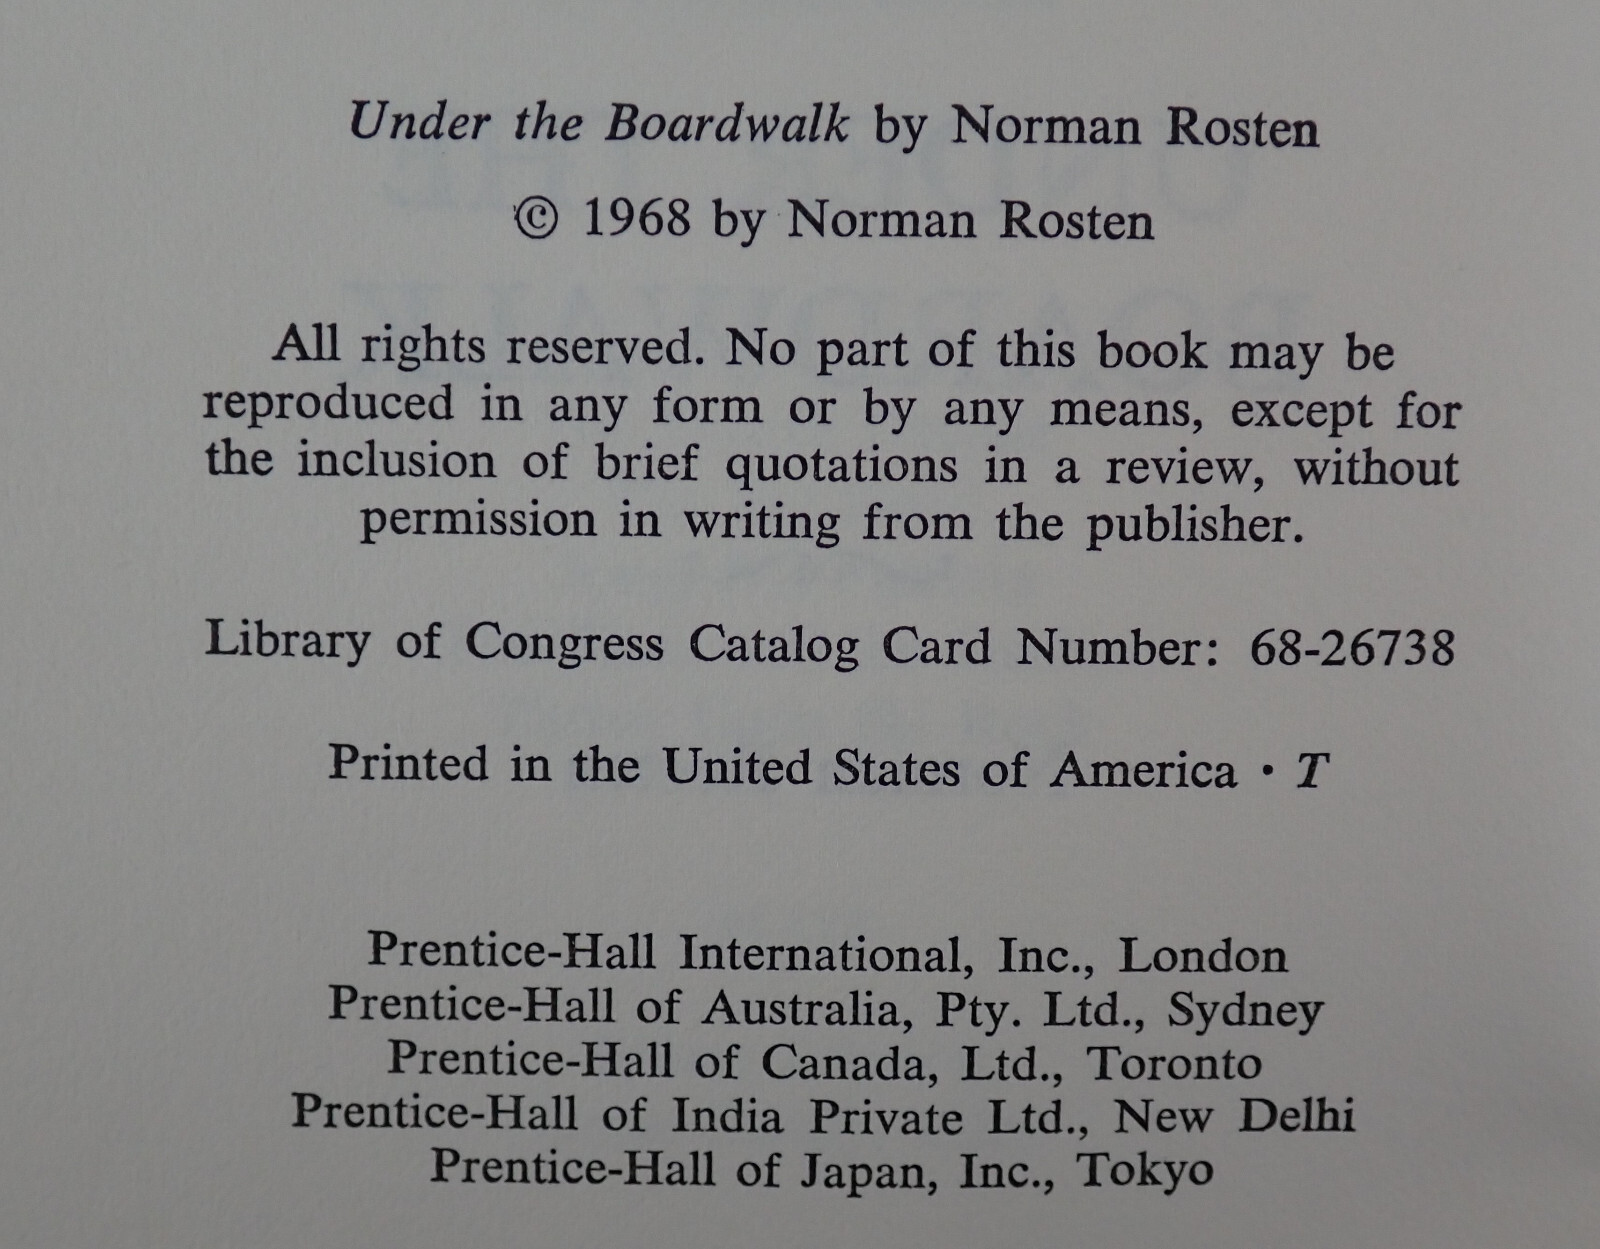 Under the Boardwalk by Norman Rosten
© 1968 by Norman Rosten
All rights reserved. No part of this book may be
reproduced in any form or by any means, except for
the inclusion of brief quotations in a review, without
permission in writing from the publisher.
Library of Congress Catalog Card Number: 68-26738
Printed in the United States of America · T
Prentice-Hall International, Inc., London
Prentice-Hall of Australia, Pty. Ltd., Sydney
Prentice-Hall of Canada, Ltd., Toronto
Prentice-Hall of India Private Ltd., New Delhi
Prentice-Hall of Japan, Inc., Tokyo